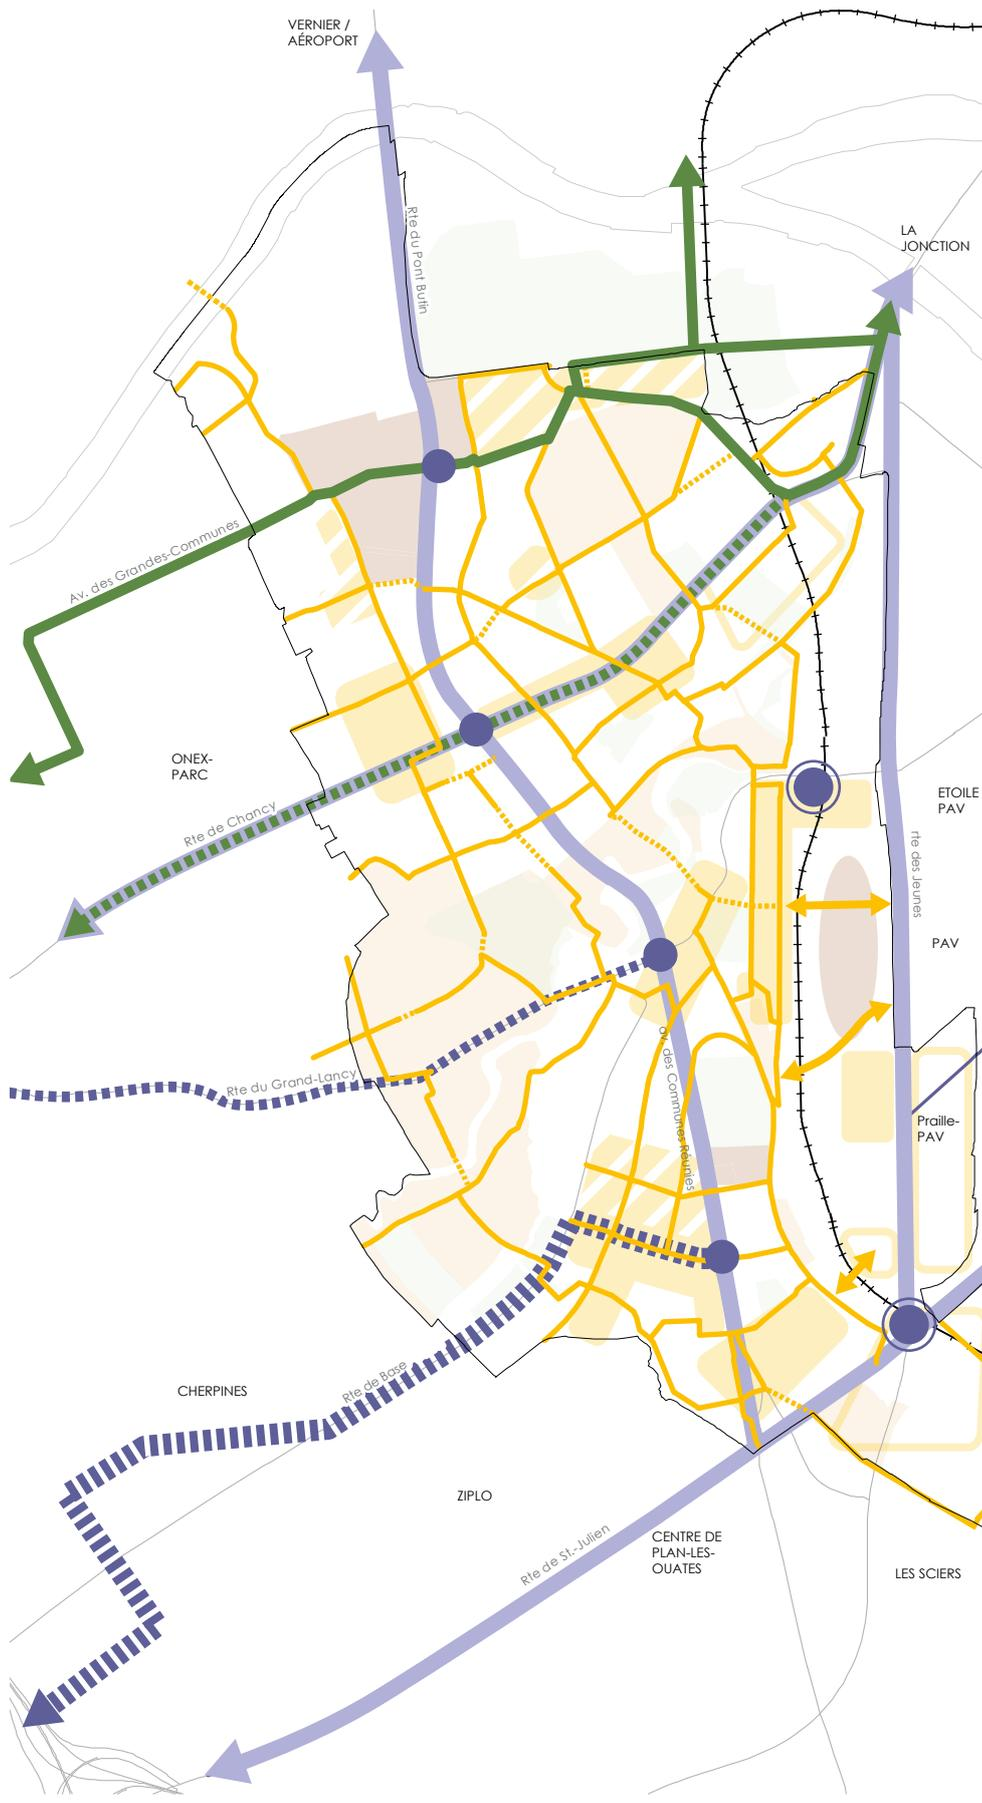 VERNIER /
AÉROPORT
Rte du Pont Butin
LA
JONCTION
Av. des Grandes-Communes
ONEX-
PARC
Rte de Chancy
ETOILE
PAV
rte des Jeunes
PAV
Rte du Grand-Lancy
av. des Communes Réunies
Praille-
PAV
Rte de Base
CHERPINES
ZIPLO
Rte de St.-Julien
CENTRE DE
PLAN-LES-
OUATES
LES SCIERS